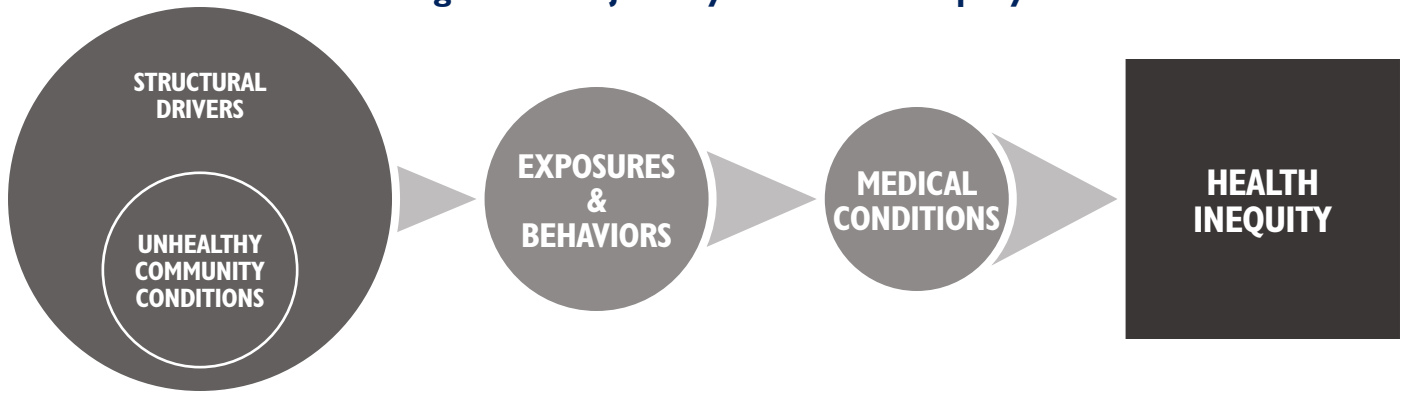 STRUCTURAL
DRIVERS
UNHEALTHY
COMMUNITY
CONDITIONS
EXPOSURES
&
BEHAVIORS
MEDICAL
CONDITIONS
HEALTH
INEQUITY